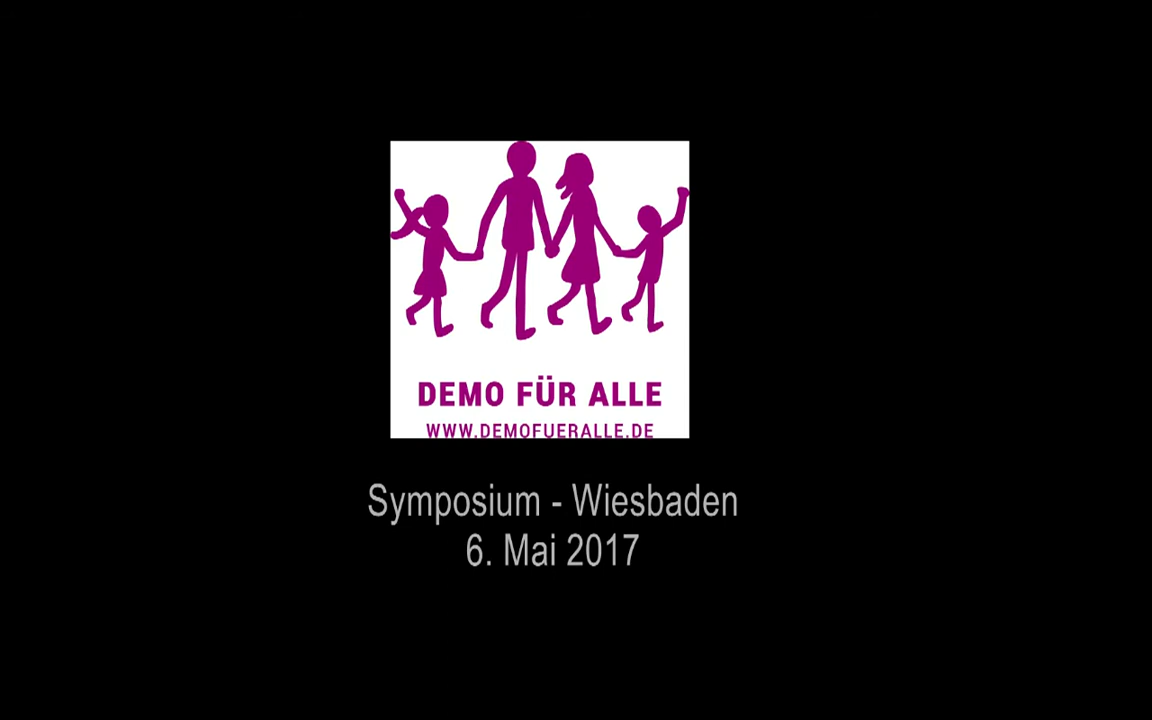 DEMO FÜR ALLE
WWW.DEMOFUERALLE.DE
Symposium - Wiesbaden
6. Mai 2017